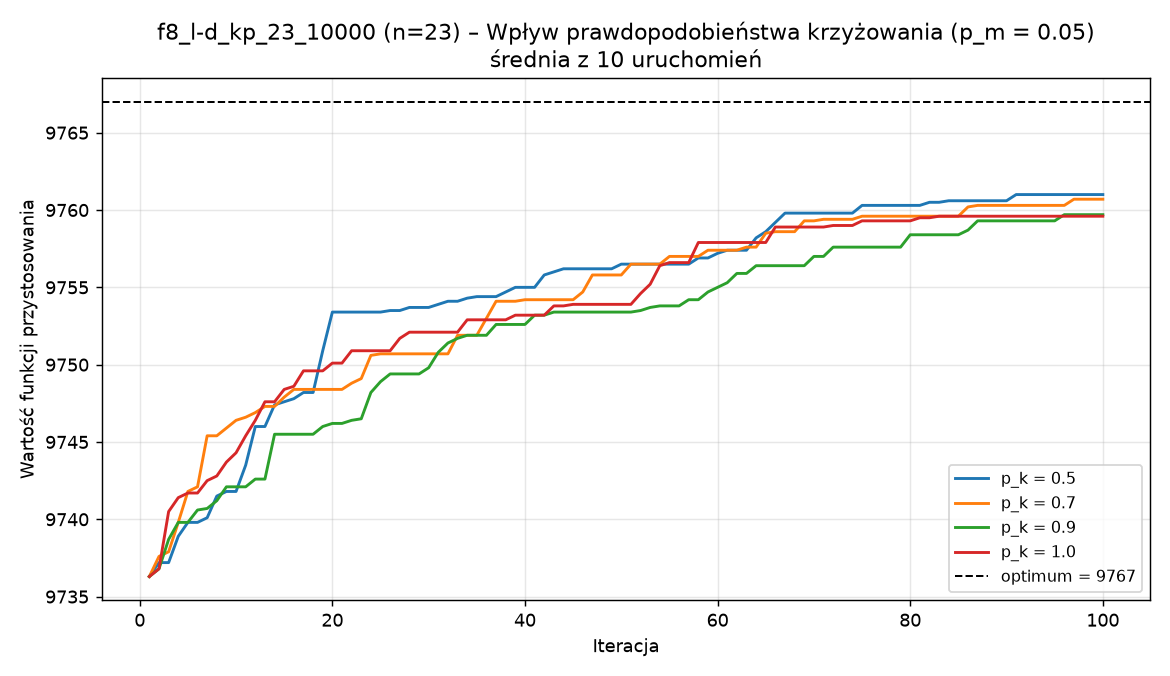 f8_l-d_kp_23_10000 (n=23) – Wpływ prawdopodobieństwa krzyżowania (p_m = 0.05)
średnia z 10 uruchomień
Wartość funkcji przystosowania
9765
9760
9755
9750
9745
9740
9735
0
20
40
60
80
100
Iteracja
p_k = 0.5
p_k = 0.7
p_k = 0.9
p_k = 1.0
optimum = 9767